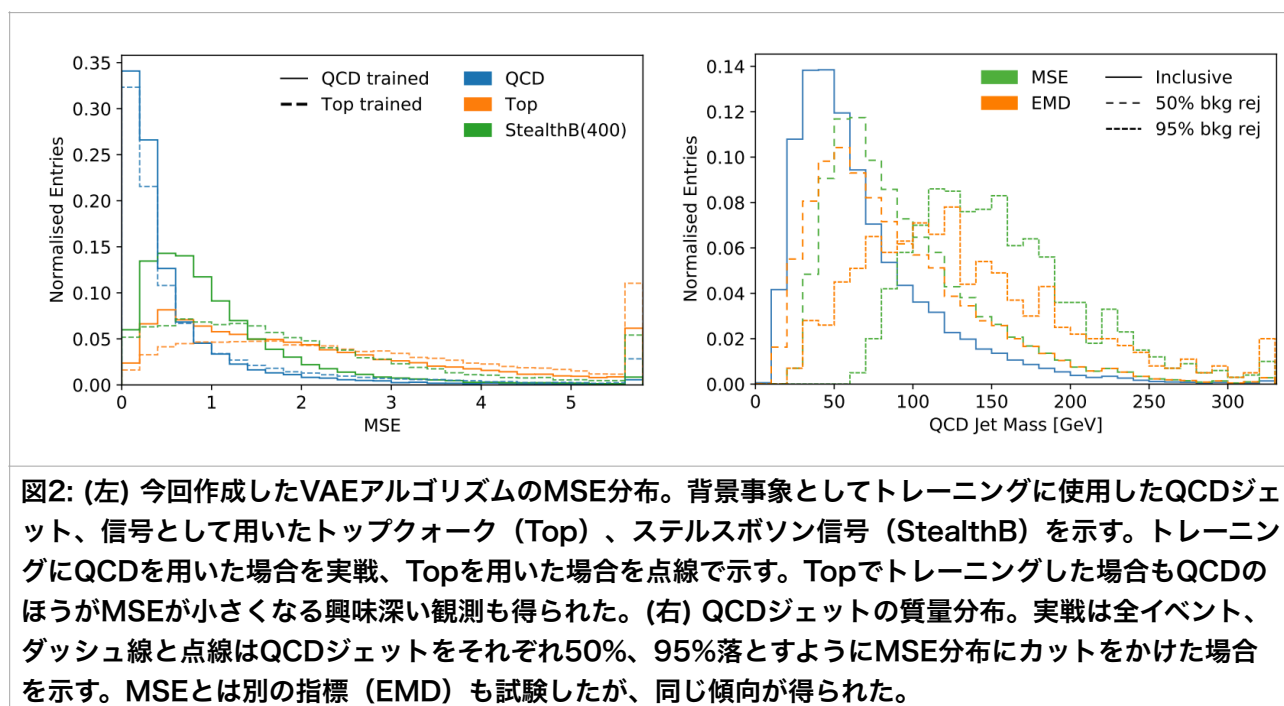 0.35
0.30
0.25
0.20
0.15
0.10
0.05
0.00
Normalised Entries
QCD trained
Top trained
QCD
Top
StealthB(400)
0 1 2 3 4 5
MSE
0.14
0.12
0.10
0.08
0.06
0.04
0.02
0.00
Normalised Entries
MSE
EMD
Inclusive
50% bkg rej
95% bkg rej
0 50 100 150 200 250 300
QCD Jet Mass [GeV]
図2: (左) 今回作成したVAEアルゴリズムのMSE分布。背景事象としてトレーニングに使用したQCDジェ
ット、信号として用いたトップクォーク（Top）、ステルスボソン信号（StealthB）を示す。トレーニン
グにQCDを用いた場合を実戦、Topを用いた場合を点線で示す。Topでトレーニングした場合もQCDの
ほうがMSEが小さくなる興味深い観測も得られた。(右) QCDジェットの質量分布。実戦は全イベント、
ダッシュ線と点線はQCDジェットをそれぞれ50%、95%落とすようにMSE分布にカットをかけた場合
を示す。MSEとは別の指標（EMD）も試験したが、同じ傾向が得られた。